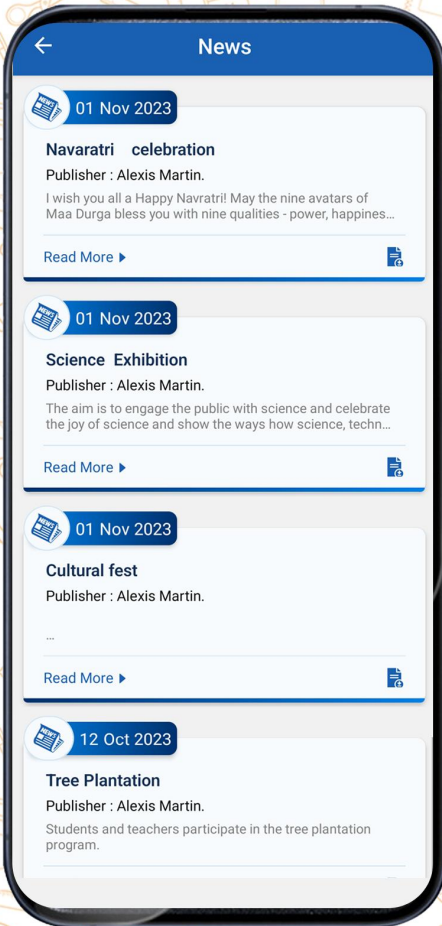 News
01 Nov 2023
Navaratri celebration
Publisher : Alexis Martin.
I wish you all a Happy Navratri! May the nine avatars of
Maa Durga bless you with nine qualities - power, happines...
Read More
01 Nov 2023
Science Exhibition
Publisher : Alexis Martin.
The aim is to engage the public with science and celebrate
the joy of science and show the ways how science, techn...
Read More
01 Nov 2023
Cultural fest
Publisher : Alexis Martin.
...
Read More
12 Oct 2023
Tree Plantation
Publisher : Alexis Martin.
Students and teachers participate in the tree plantation
program.